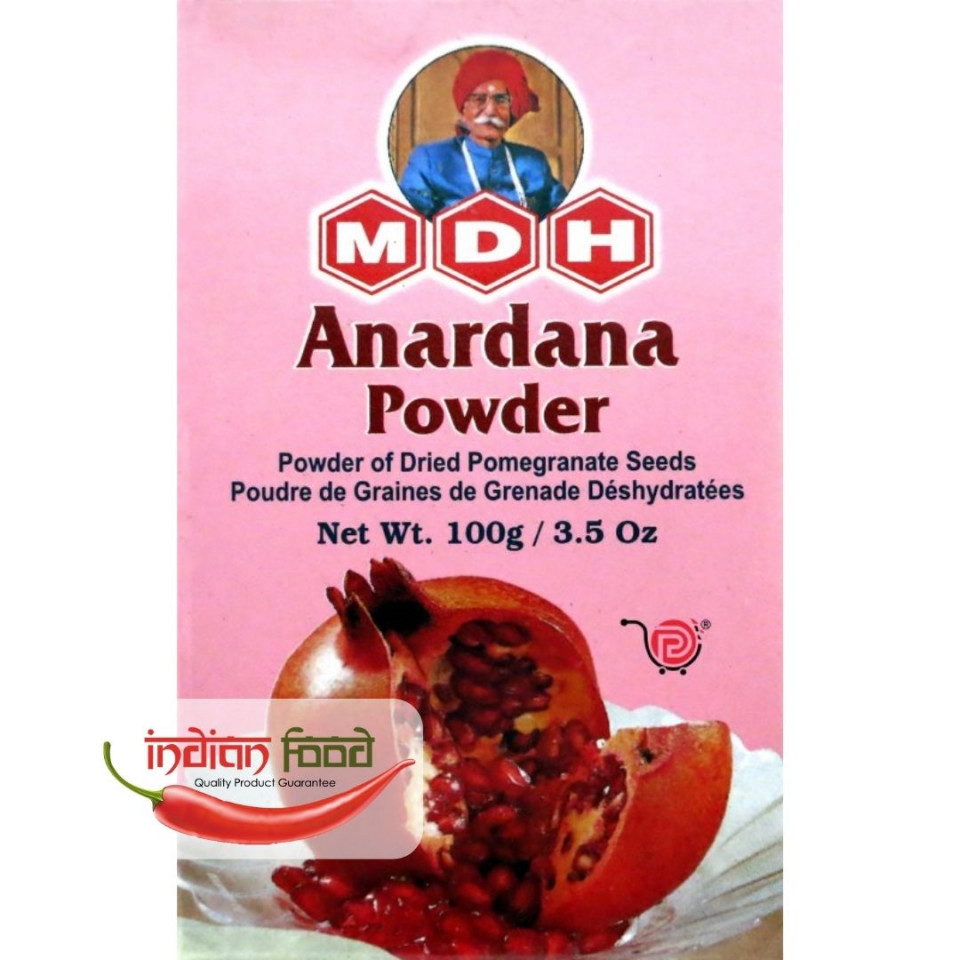 MDH
Anardana
Powder
Powder of Dried Pomegranate Seeds
Poudre de Graines de Grenade Déshydratées
Net Wt. 100g / 3.5 Oz
®
indian food
Quality Product Guarantee